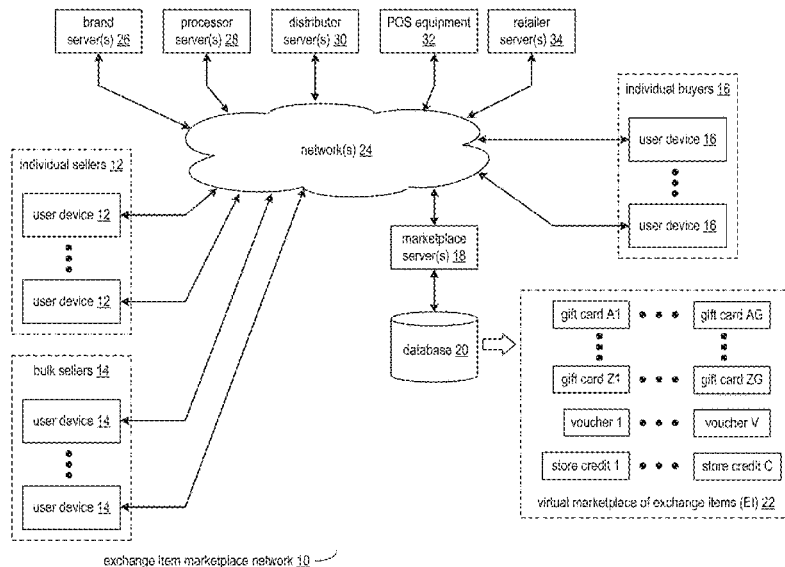 brand
server(s) 26
processor
server(s) 28
distributor
server(s) 30
POS equipment
32
retailer
server(s) 34
individual buyers 16
user device 16
user device 16
network(s) 24
individual sellers 12
user device 12
user device 12
marketplace
server(s) 18
database 20
gift card A1
gift card AG
gift card Z1
gift card ZG
voucher 1
voucher V
store credit 1
store credit C
virtual marketplace of exchange items (EI) 22
bulk sellers 14
user device 14
user device 14
exchange item marketplace network 10